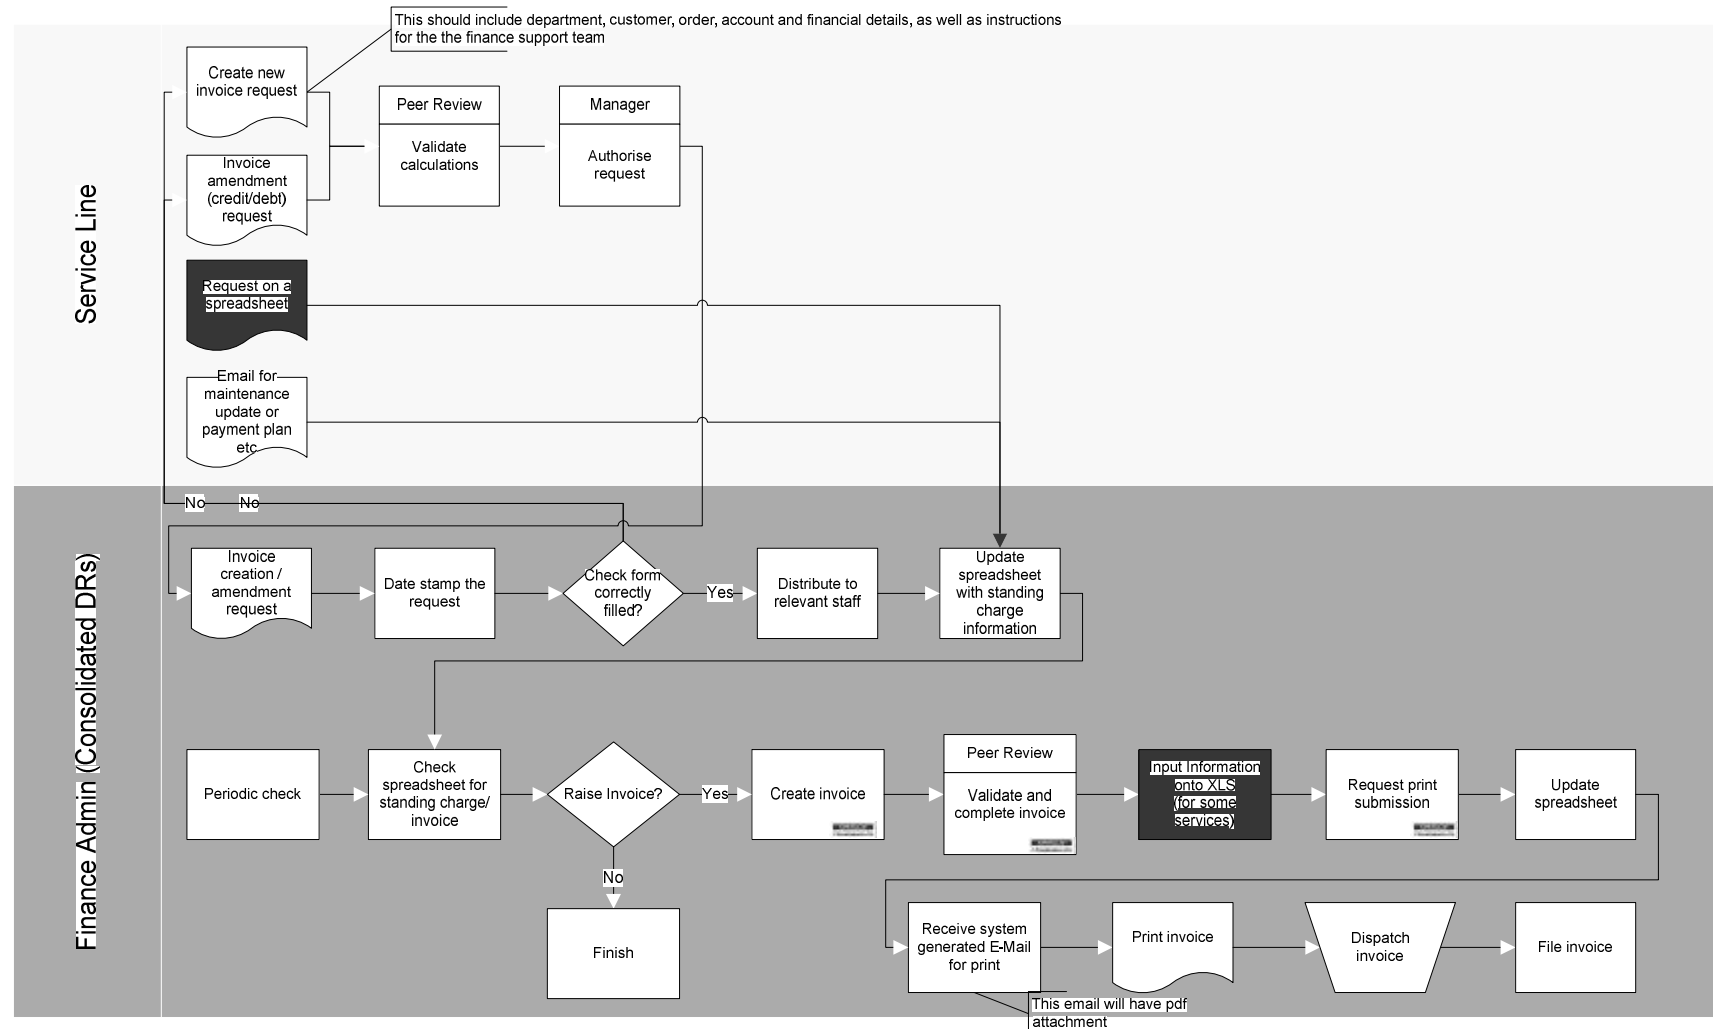 This should include department, customer, order, account and financial details, as well as instructions
for the the finance support team
Service Line
Create new
invoice request
Peer Review
Validate
calculations
Manager
Authorise
request
Invoice
amendment
(credit/debt)
request
Request on a
spreadsheet
Email for
maintenance
update or
payment plan
etc
Finance Admin (Consolidated DRs)
No
No
Invoice
creation /
amendment
request
Date stamp the
request
Check form
correctly
filled?
Yes
Distribute to
relevant staff
Update
spreadsheet
with standing
charge
information
Periodic check
Check
spreadsheet for
standing charge/
invoice
Raise Invoice?
Yes
No
Finish
Create invoice
Peer Review
Validate and
complete invoice
Input Information
onto XLS
(for some
services)
Request print
submission
Update
spreadsheet
Receive system
generated E-Mail
for print
This email will have pdf
attachment
Print invoice
Dispatch
invoice
File invoice